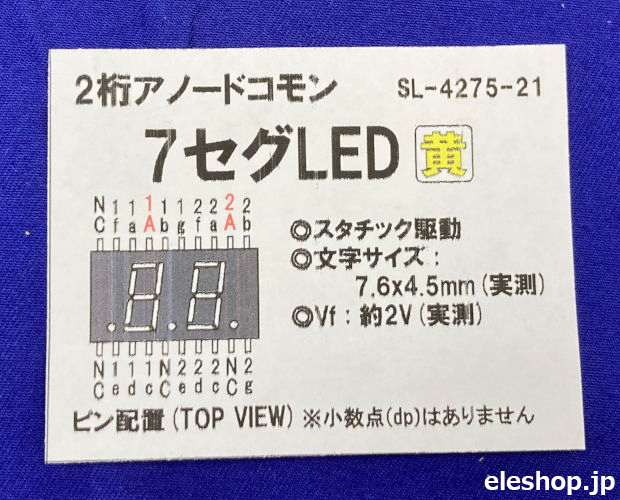 2桁アノードコモン SL-4275-21
7セグLED 黄
N 1 1 1 1 1 2 2 2 2
C f a A b g f a A b
◎スタチック駆動
◎文字サイズ:
7.6x4.5mm(実測)
◎Vf:約2V(実測)
N 1 1 1 N 2 2 2 N 2
C e d c C e d c C g
ピン配置(TOP VIEW) ※小数点(dp)はありません
eleshop.jp